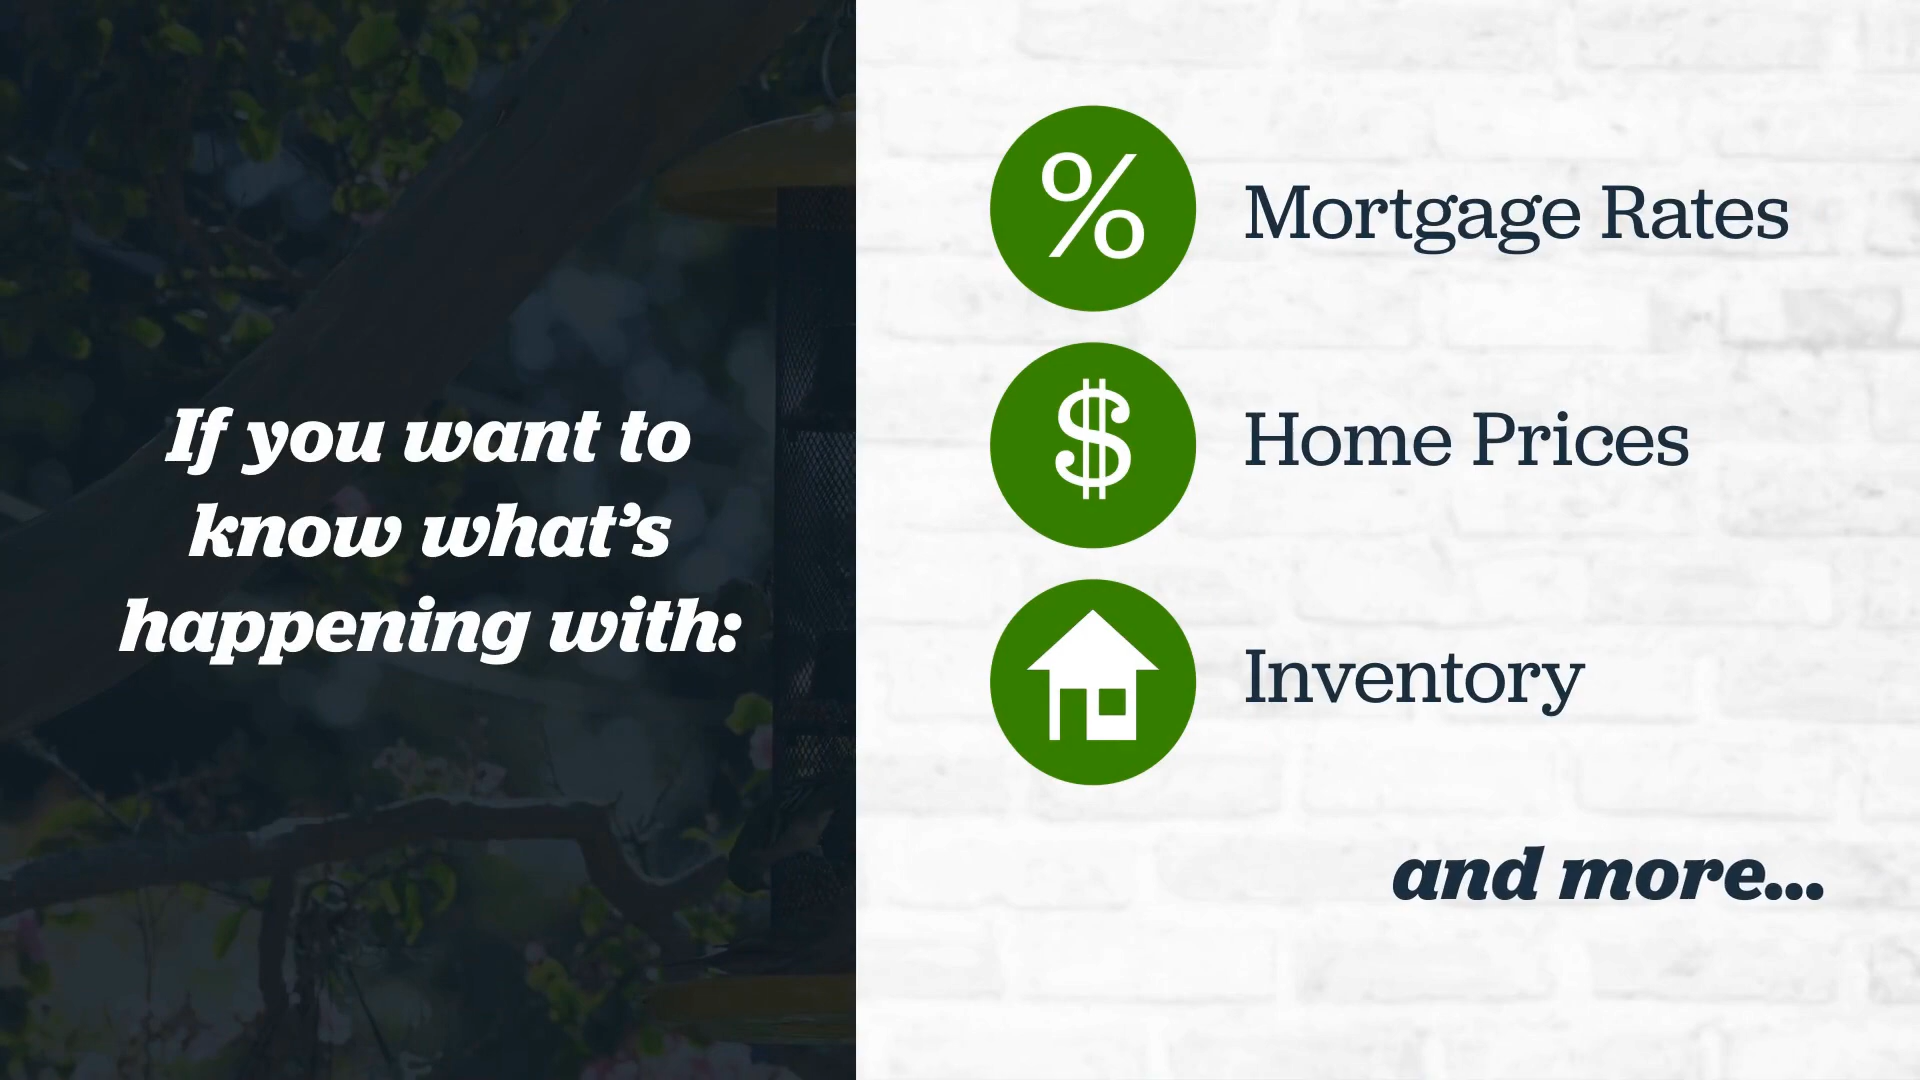 If you want to
know what’s
happening with:
%
Mortgage Rates
$
Home Prices
Inventory
and more...